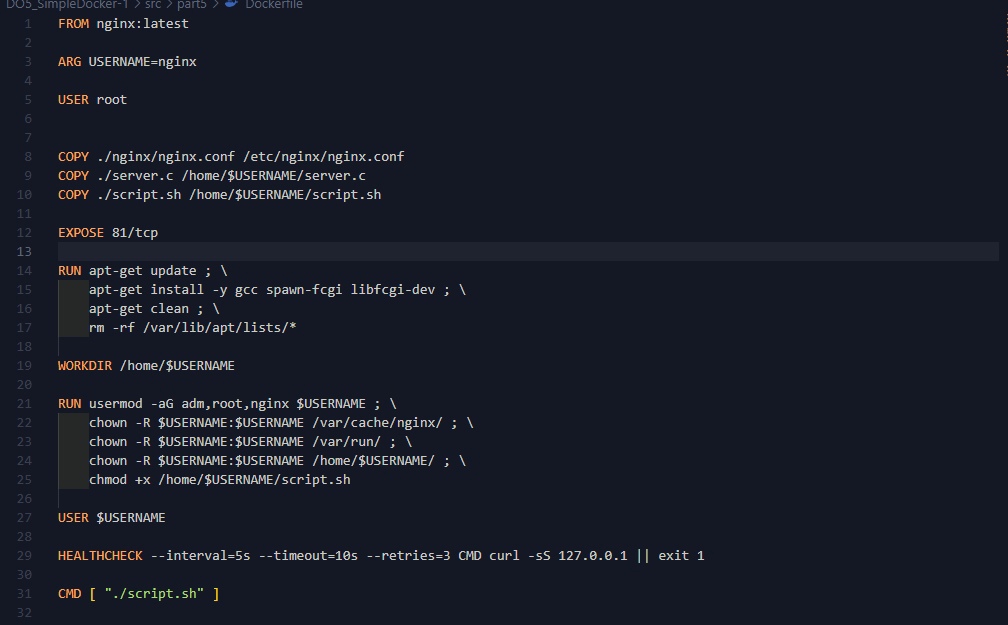 DO5_SimpleDocker-1 > src > part5 > Dockerfile
1 FROM nginx:latest
2
3 ARG USERNAME=nginx
4
5 USER root
6
7
8 COPY ./nginx/nginx.conf /etc/nginx/nginx.conf
9 COPY ./server.c /home/$USERNAME/server.c
10 COPY ./script.sh /home/$USERNAME/script.sh
11
12 EXPOSE 81/tcp
13
14 RUN apt-get update ; \
15     apt-get install -y gcc spawn-fcgi libfcgi-dev ; \
16     apt-get clean ; \
17     rm -rf /var/lib/apt/lists/*
18
19 WORKDIR /home/$USERNAME
20
21 RUN usermod -aG adm,root,nginx $USERNAME ; \
22     chown -R $USERNAME:$USERNAME /var/cache/nginx/ ; \
23     chown -R $USERNAME:$USERNAME /var/run/ ; \
24     chown -R $USERNAME:$USERNAME /home/$USERNAME/ ; \
25     chmod +x /home/$USERNAME/script.sh
26
27 USER $USERNAME
28
29 HEALTHCHECK --interval=5s --timeout=10s --retries=3 CMD curl -sS 127.0.0.1 || exit 1
30
31 CMD [ "./script.sh" ]
32